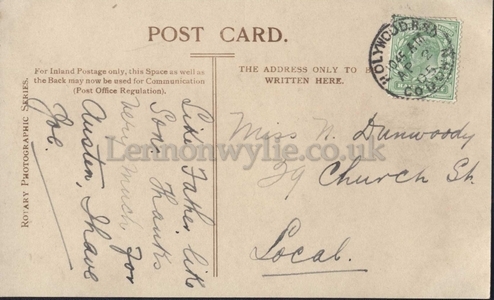 POST CARD.
For Inland Postage only, this Space as well as
the Back may now be used for Communication
(Post Office Regulation).
THE ADDRESS ONLY TO
WRITTEN HERE.
ROTARY PHOTOGRAPHIC SERIES.
HOLYWOOD.R.S.O
CO DOWN
Like Father like
Son. Thanks
very much for
Austen, I have
Joe.
Miss N. Dunwoody
39 Church St.
Local.
Lennonwylie.co.uk